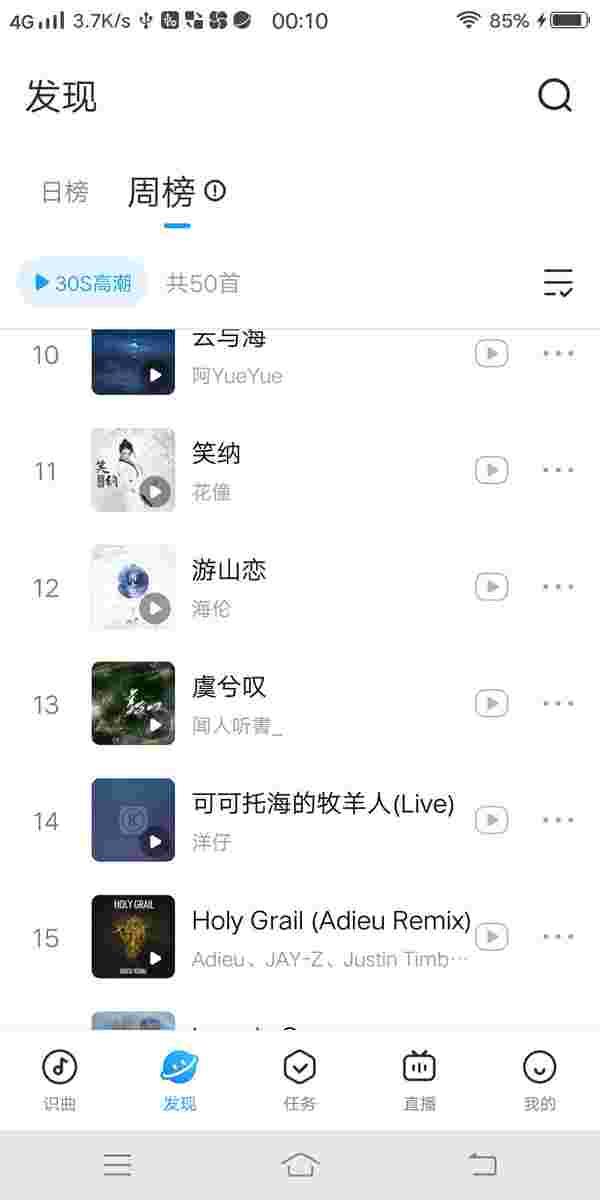 4G 3.7K/s 00:10 85%
发现
日榜 周榜
30S高潮 共50首
10 云与海
阿YueYue
11 笑纳
花僮
笑纳
12 游山恋
海伦
13 虞兮叹
闻人听書_
14 可可托海的牧羊人(Live)
洋仔
HOLY GRAIL
15 Holy Grail (Adieu Remix)
Adieu、JAY-Z、Justin Timb…
识曲 发现 任务 直播 我的